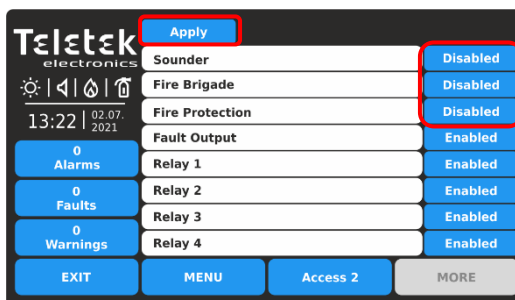 Teletek
electronics
Apply
Sounder Disabled
Fire Brigade Disabled
Fire Protection Disabled
Fault Output Enabled
Relay 1 Enabled
Relay 2 Enabled
Relay 3 Enabled
Relay 4 Enabled
13:22 02.07.
2021
0
Alarms
0
Faults
0
Warnings
EXIT MENU Access 2 MORE